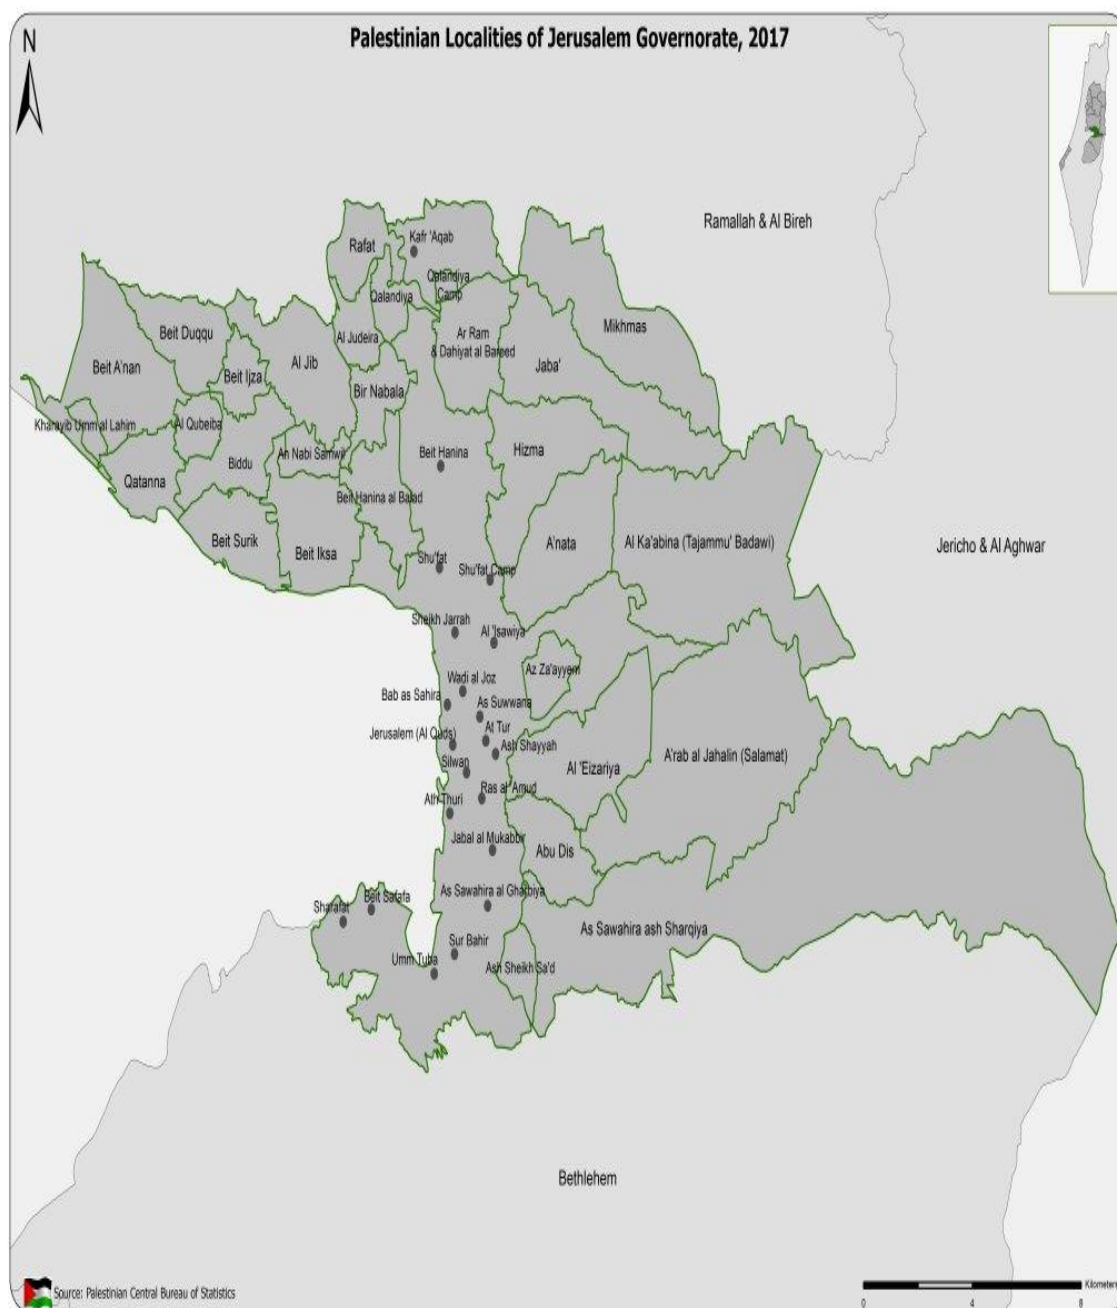 Palestinian Localities of Jerusalem Governorate, 2017
N
Ramallah & Al Bireh
Rafat
Kafr 'Aqab
Qalandiya
Camp
Qalandiya
Mikhmas
Beit Duqqu
Al Judeira
Ar Ram
& Dahiyat al Bareed
Beit A'nan
Al Jib
Jaba'
Beit Ijza
Bir Nabala
Kharayib Umm al Lahim
Al Qubeiba
Beit Hanina
Hizma
An Nabi Samwil
Biddu
Qatanna
Beit Hanina al Balad
Beit Surik
Beit Iksa
A'nata
Al Ka'abina (Tajammu' Badawi)
Jericho & Al Aghwar
Shu'fat
Shu'fat Camp
Sheikh Jarrah
Al 'Isawiya
Az Za'ayyem
Wadi al Joz
Bab as Sahira
As Suwwana
At Tur
Jerusalem (Al Quds)
Ash Shayyah
A'rab al Jahalin (Salamat)
Silwan
Al 'Eizariya
Ras al 'Amud
Ath Thuri
Jabal al Mukabbir
Abu Dis
As Sawahira al Gharbiya
Beit Safafa
Sharafat
As Sawahira ash Sharqiya
Sur Bahir
Umm Tuba
Ash Sheikh Sa'd
Bethlehem
Source: Palestinian Central Bureau of Statistics
Kilometers
0 4 8